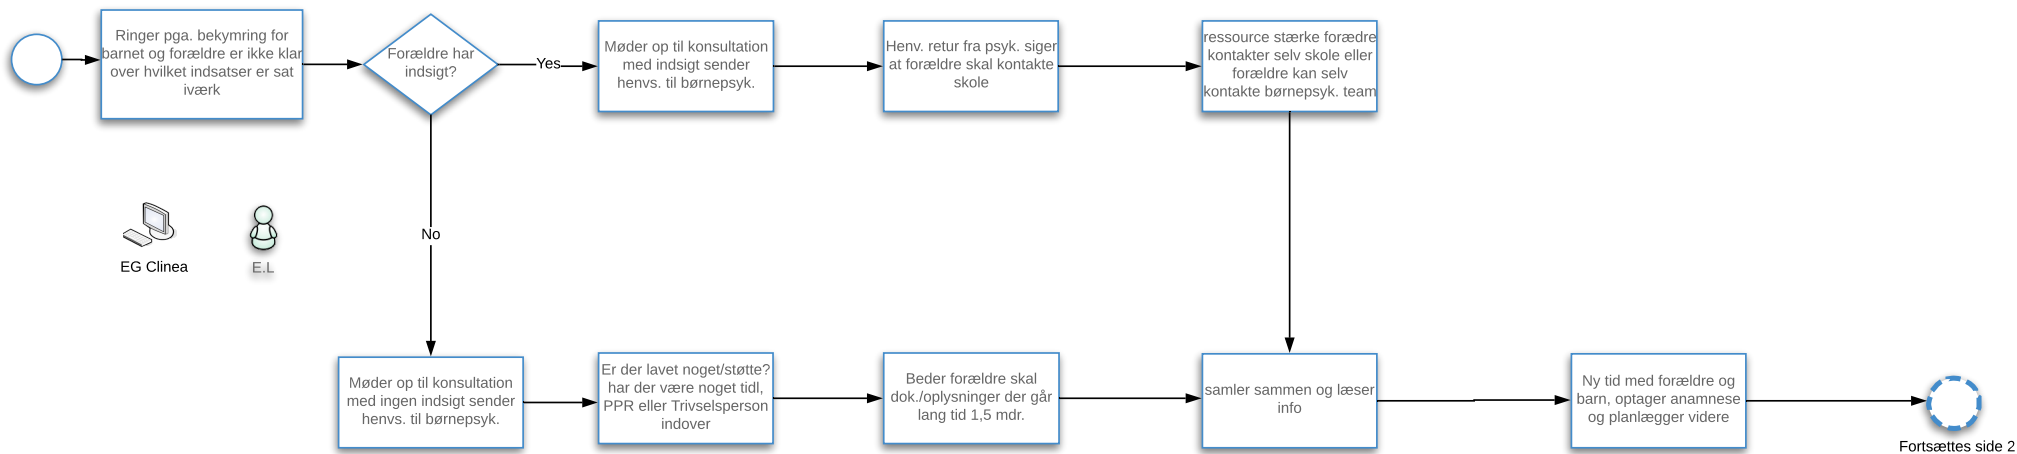 Ringer pga. bekymring for
barnet og forældre er ikke klar
over hvilket indsatser er sat
iværk
Forældre har
indsigt?
Yes
Møder op til konsultation
med indsigt sender
henvs. til børnepsyk.
Henv. retur fra psyk. siger
at forældre skal kontakte
skole
ressource stærke forædre
kontakter selv skole eller
forældre kan selv
kontakte børnepsyk. team
No
EG Clinea
E.L
Møder op til konsultation
med ingen indsigt sender
henvs. til børnepsyk.
Er der lavet noget/støtte?
har der være noget tidl,
PPR eller Trivselsperson
indover
Beder forældre skal
dok./oplysninger der går
lang tid 1,5 mdr.
samler sammen og læser
info
Ny tid med forældre og
barn, optager anamnese
og planlægger videre
Fortsættes side 2